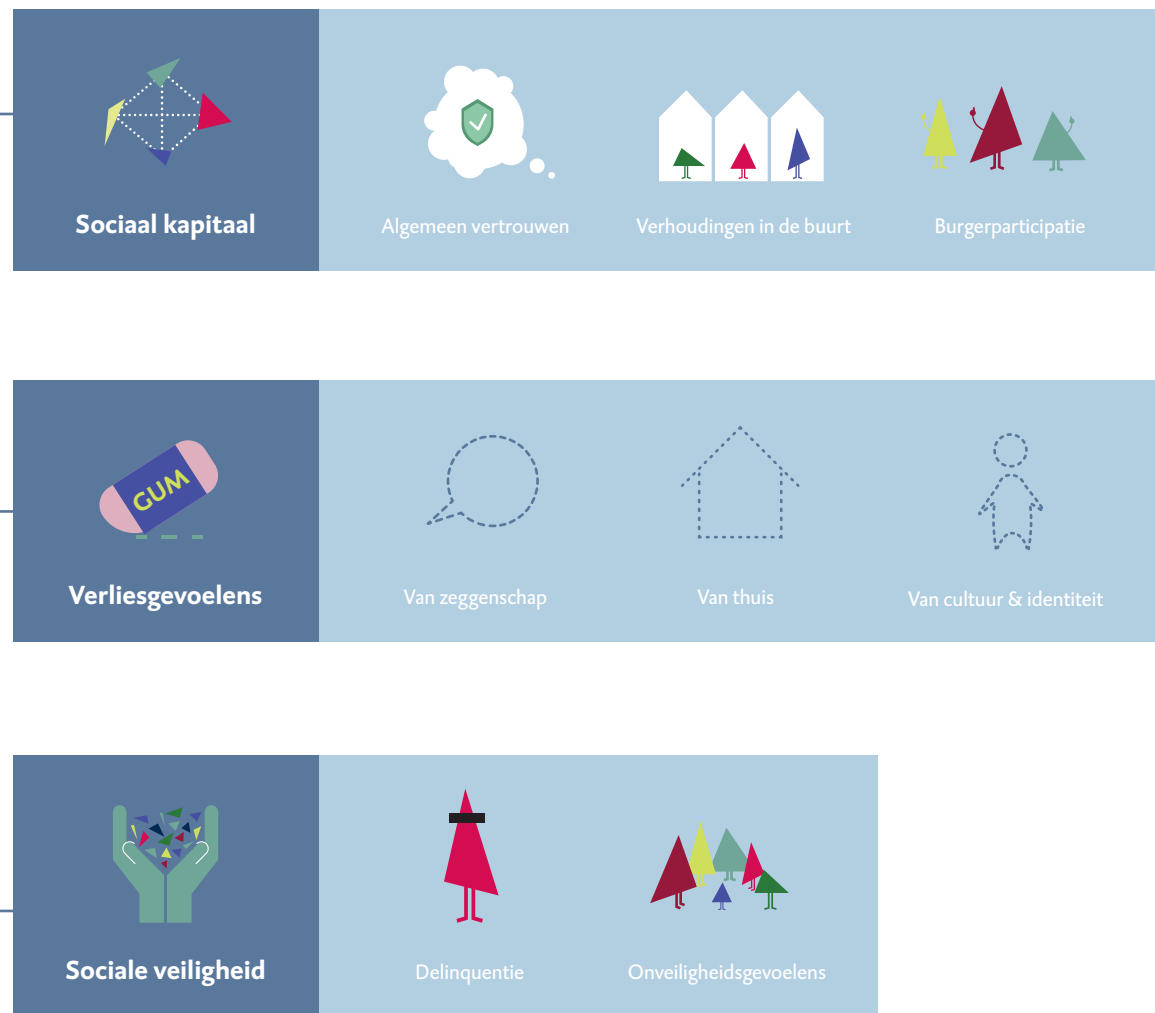 Sociaal kapitaal
Algemeen vertrouwen
Verhoudingen in de buurt
Burgerparticipatie
GUM
Verliesgevoelens
Van zeggenschap
Van thuis
Van cultuur & identiteit
Sociale veiligheid
Delinquentie
Onveiligheidsgevoelens